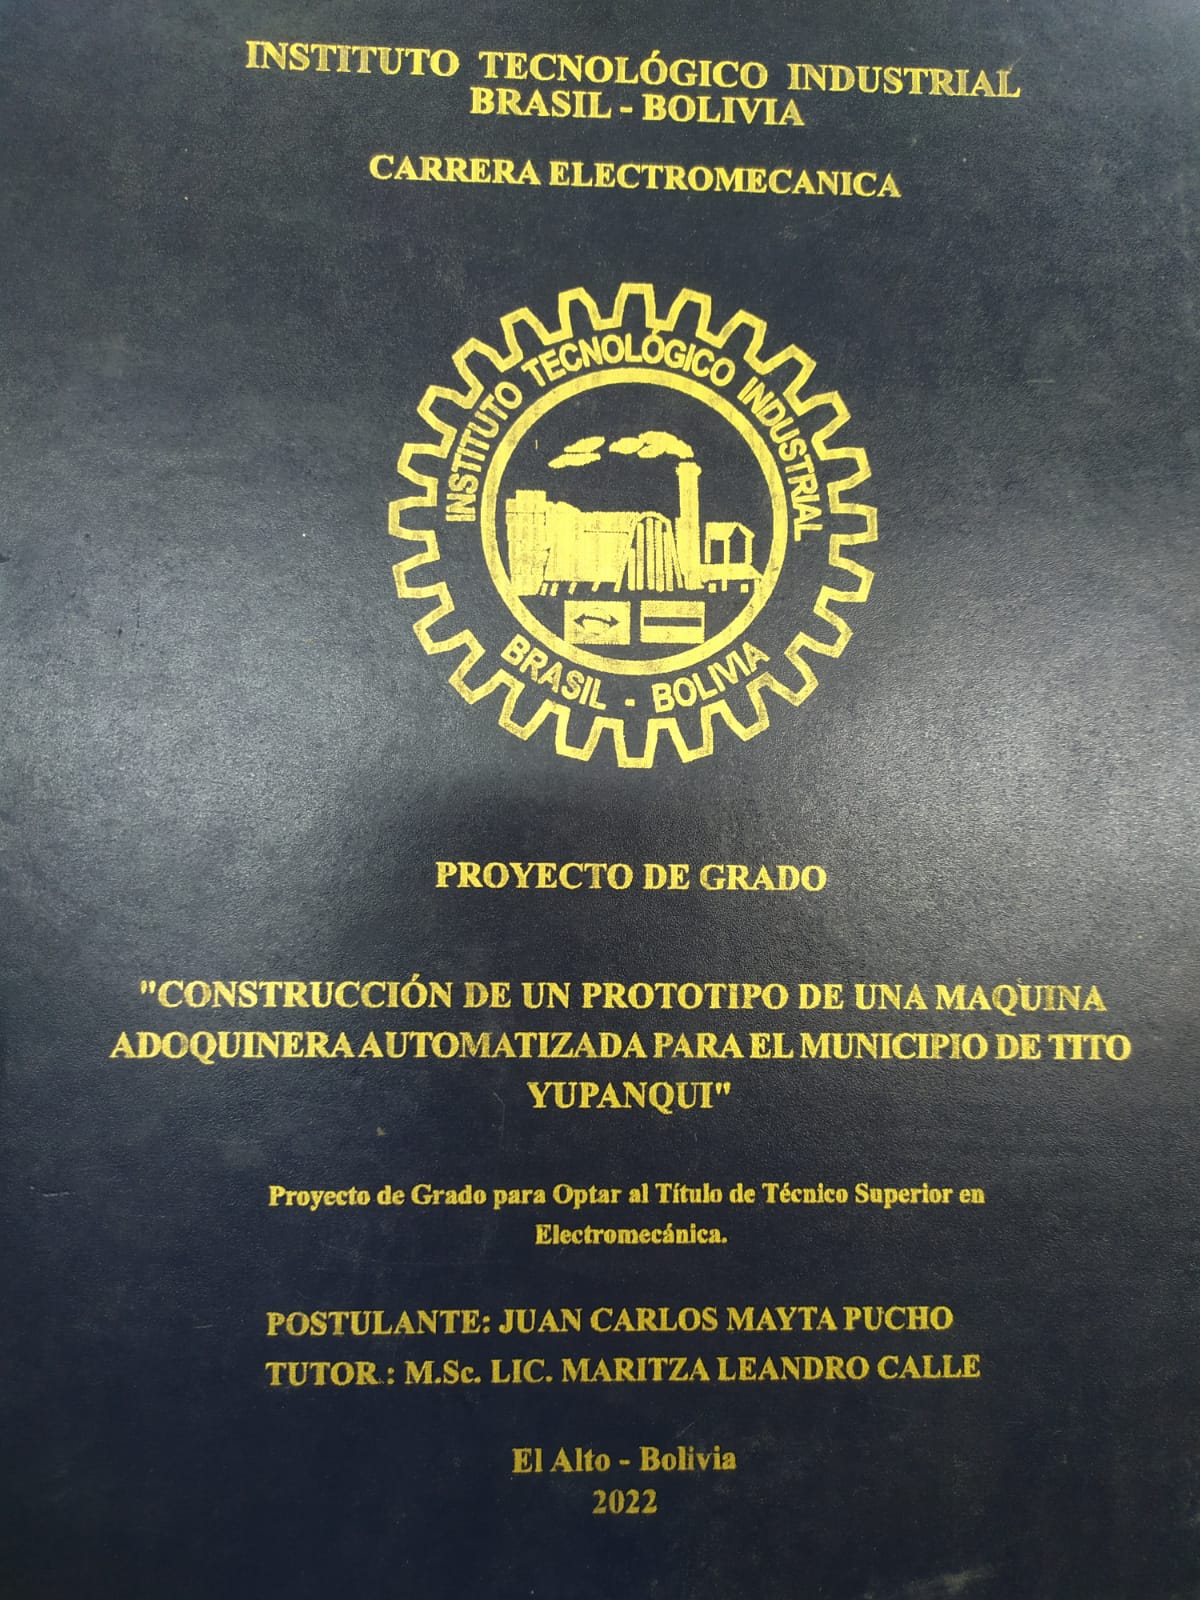 INSTITUTO TECNOLÓGICO INDUSTRIAL
BRASIL - BOLIVIA
CARRERA ELECTROMECANICA
INSTITUTO TECNOLÓGICO INDUSTRIAL
BRASIL - BOLIVIA
PROYECTO DE GRADO
"CONSTRUCCIÓN DE UN PROTOTIPO DE UNA MAQUINA
ADOQUINERA AUTOMATIZADA PARA EL MUNICIPIO DE TITO
YUPANQUI"
Proyecto de Grado para Optar al Título de Técnico Superior en
Electromecánica.
POSTULANTE: JUAN CARLOS MAYTA PUCHO
TUTOR : M.Sc. LIC. MARITZA LEANDRO CALLE
El Alto - Bolivia
2022